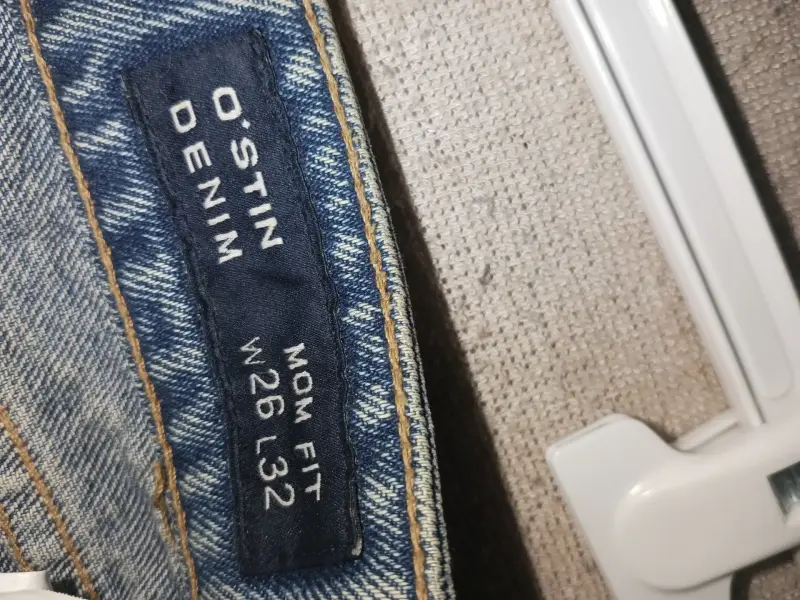 O'STIN
DENIM
MOM FIT
W26 L32